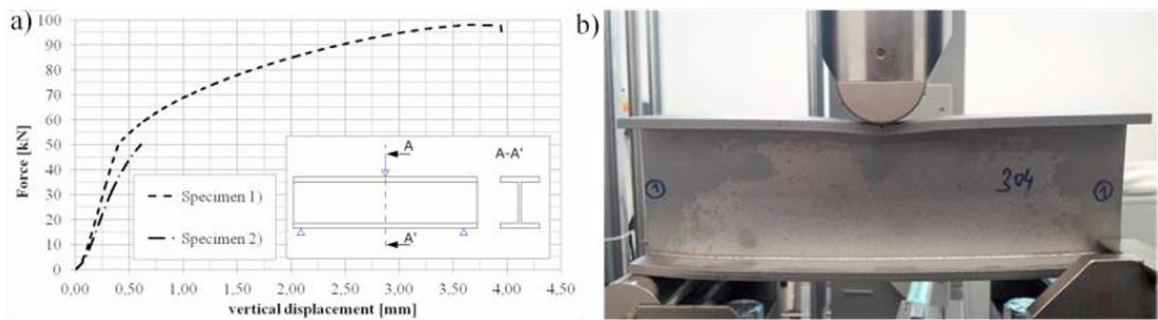 a)
b)
Force [kN]
100
90
80
70
60
50
40
30
20
10
0
Specimen 1)
Specimen 2)
A
A-A'
A'
0,00 0,50 1,00 1,50 2,00 2,50 3,00 3,50 4,00 4,50
vertical displacement [mm]
1
304
1